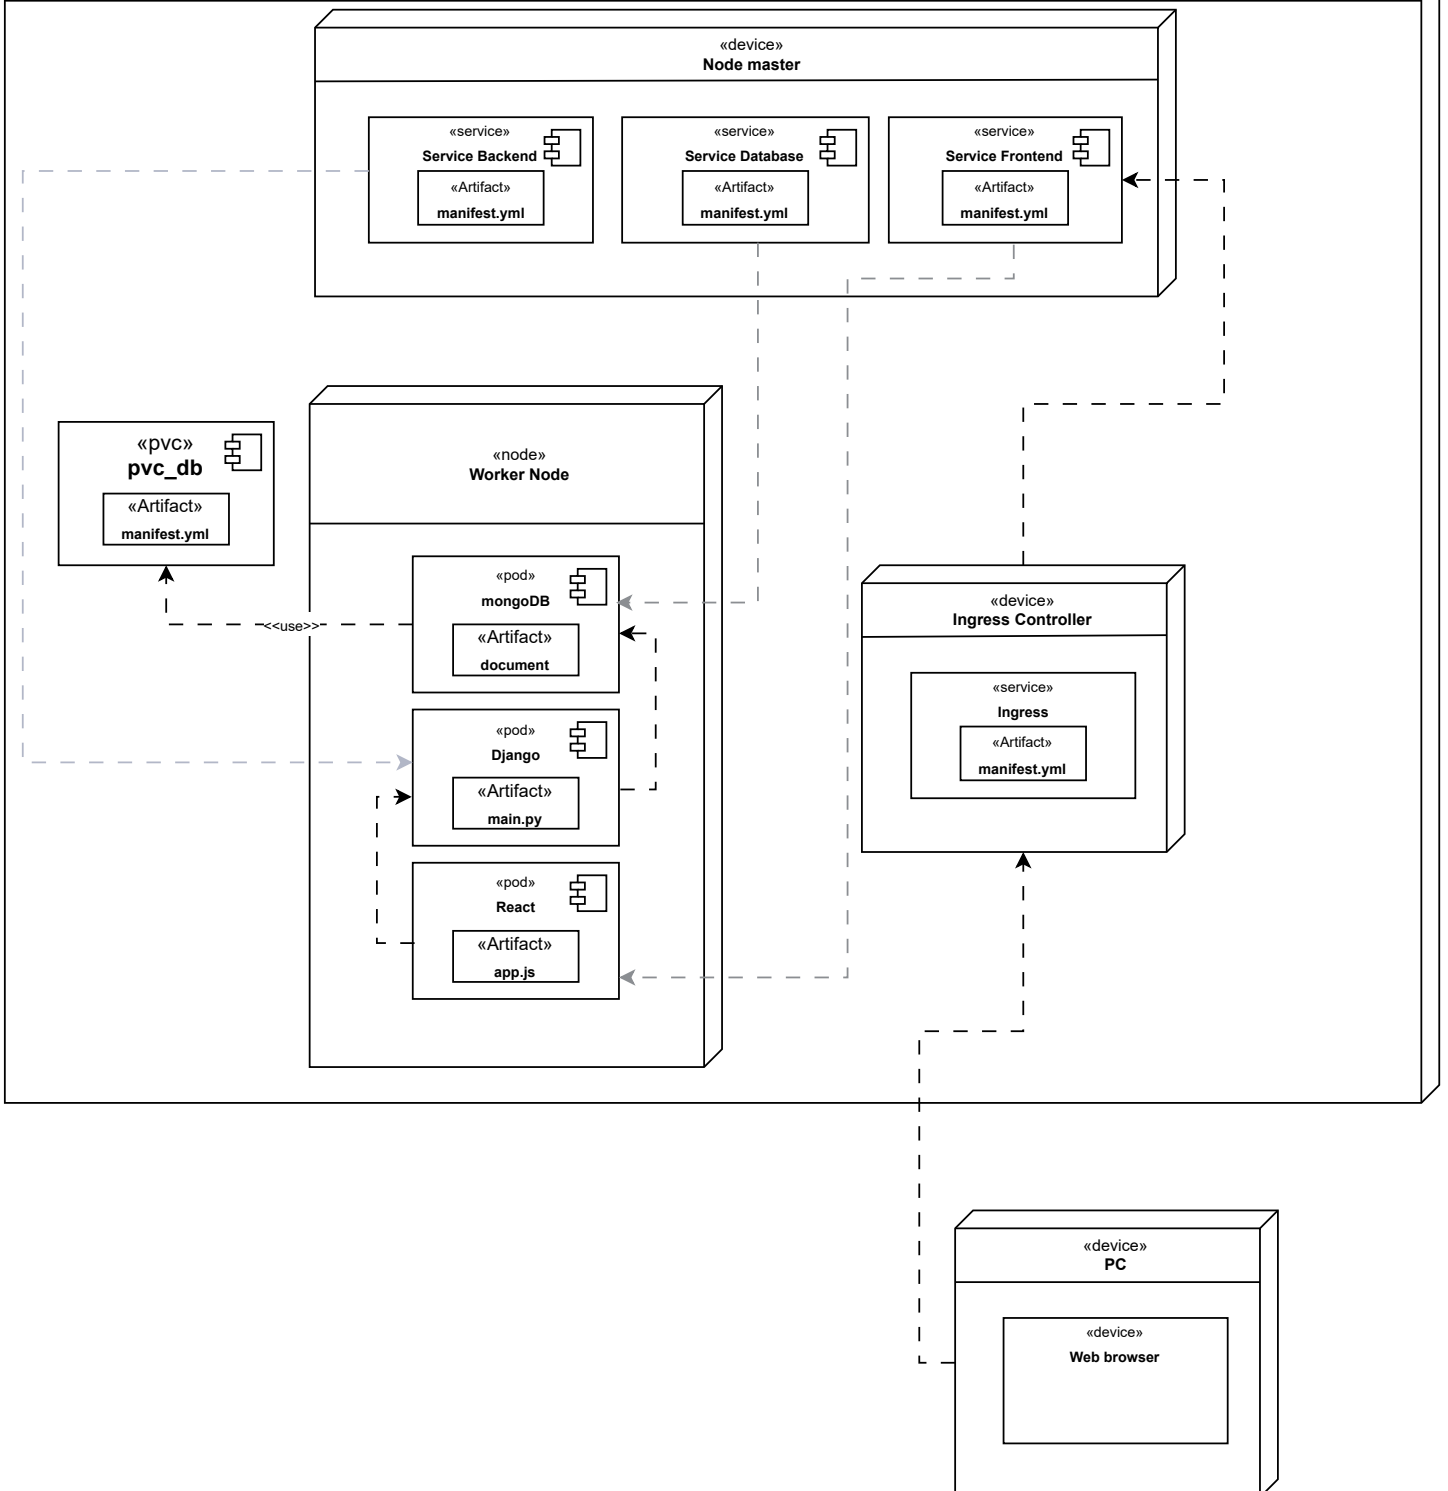 «device»
Node master
«service»
Service Backend
«Artifact»
manifest.yml
«service»
Service Database
«Artifact»
manifest.yml
«service»
Service Frontend
«Artifact»
manifest.yml
«pvc»
pvc_db
«Artifact»
manifest.yml
«node»
Worker Node
«pod»
mongoDB
«Artifact»
document
<<use>>
«pod»
Django
«Artifact»
main.py
«pod»
React
«Artifact»
app.js
«device»
Ingress Controller
«service»
Ingress
«Artifact»
manifest.yml
«device»
PC
«device»
Web browser